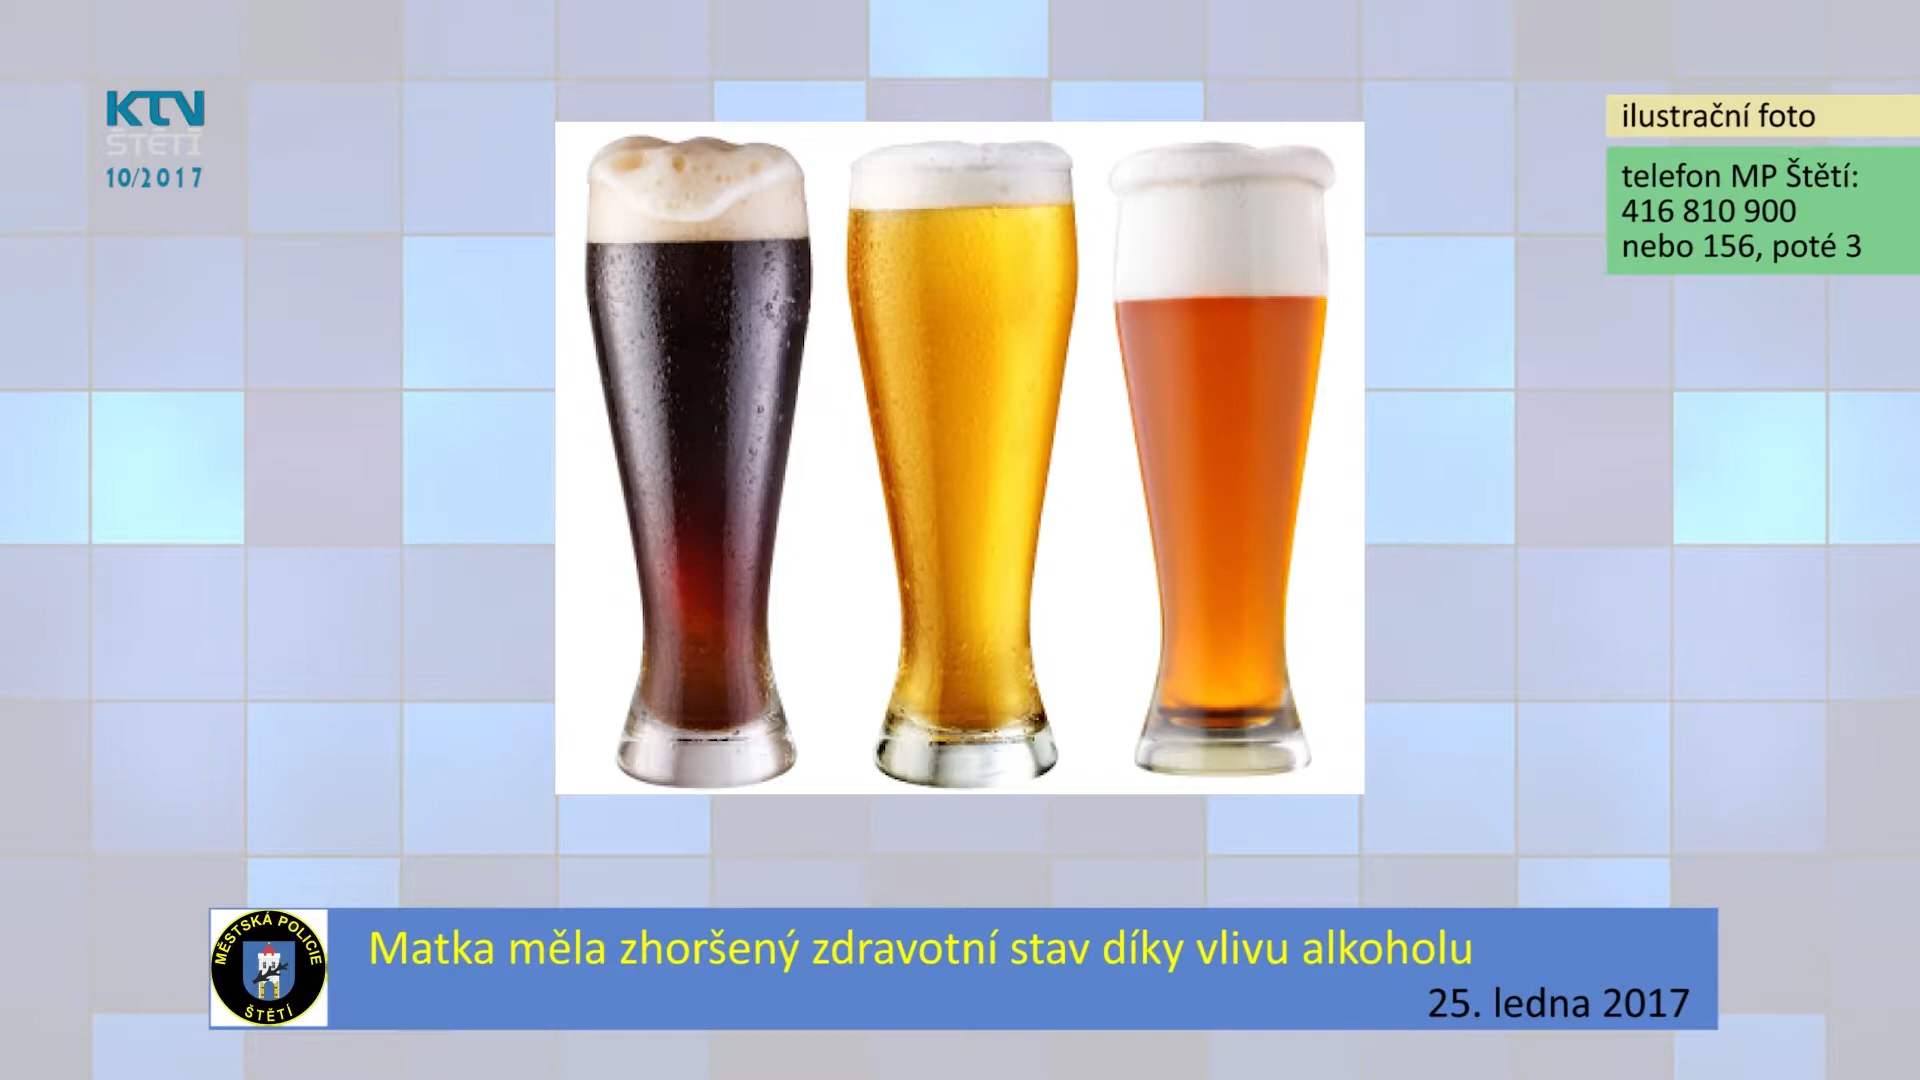 KTV
ŠTĚTÍ
10/2017
ilustrační foto
telefon MP Štětí:
416 810 900
nebo 156, poté 3
MĚSTSKÁ POLICIE
ŠTĚTÍ
Matka měla zhoršený zdravotní stav díky vlivu alkoholu
25. ledna 2017